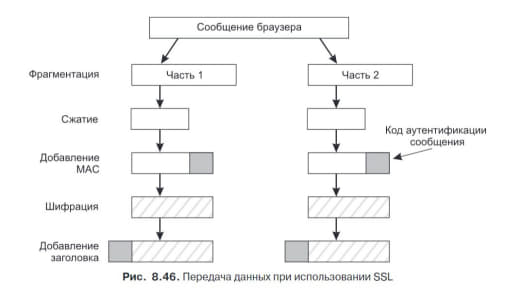 Сообщение браузера
Фрагментация
Часть 1
Часть 2
Сжатие
Код аутентификации
сообщения
Добавление
MAC
Шифрация
Добавление
заголовка
Рис. 8.46. Передача данных при использовании SSL